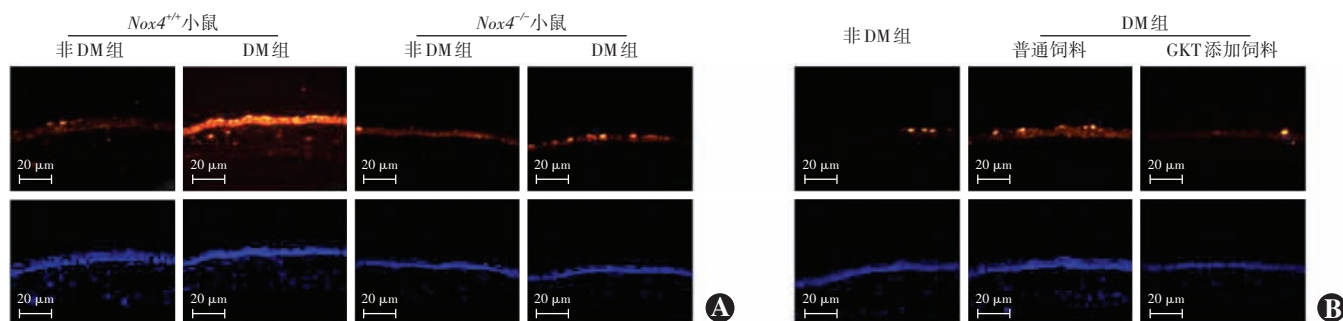 Nox4+/+小鼠 Nox4-/-小鼠 DM组
非DM组 DM组 非DM组 DM组 非DM组 普通饲料 GKT添加饲料
20 μm 20 μm 20 μm 20 μm 20 μm 20 μm 20 μm
20 μm 20 μm 20 μm 20 μm A 20 μm 20 μm 20 μm B